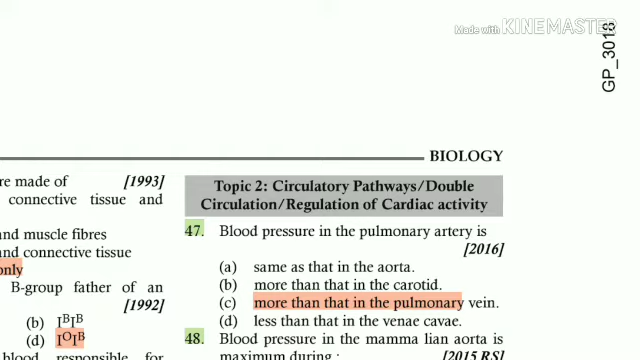 Made with KINEMASTER
GP_3018
BIOLOGY
re made of [1993]
connective tissue and
and muscle fibres
and connective tissue
only
B-group father of an
[1992]
(b) IᴮIᴮ
(d) IᴼIᴮ
blood responsible for
Topic 2: Circulatory Pathways/Double
Circulation/Regulation of Cardiac activity
47. Blood pressure in the pulmonary artery is
[2016]
(a) same as that in the aorta.
(b) more than that in the carotid.
(c) more than that in the pulmonary vein.
(d) less than that in the venae cavae.
48. Blood pressure in the mamma lian aorta is
maximum during : [2015 RS]